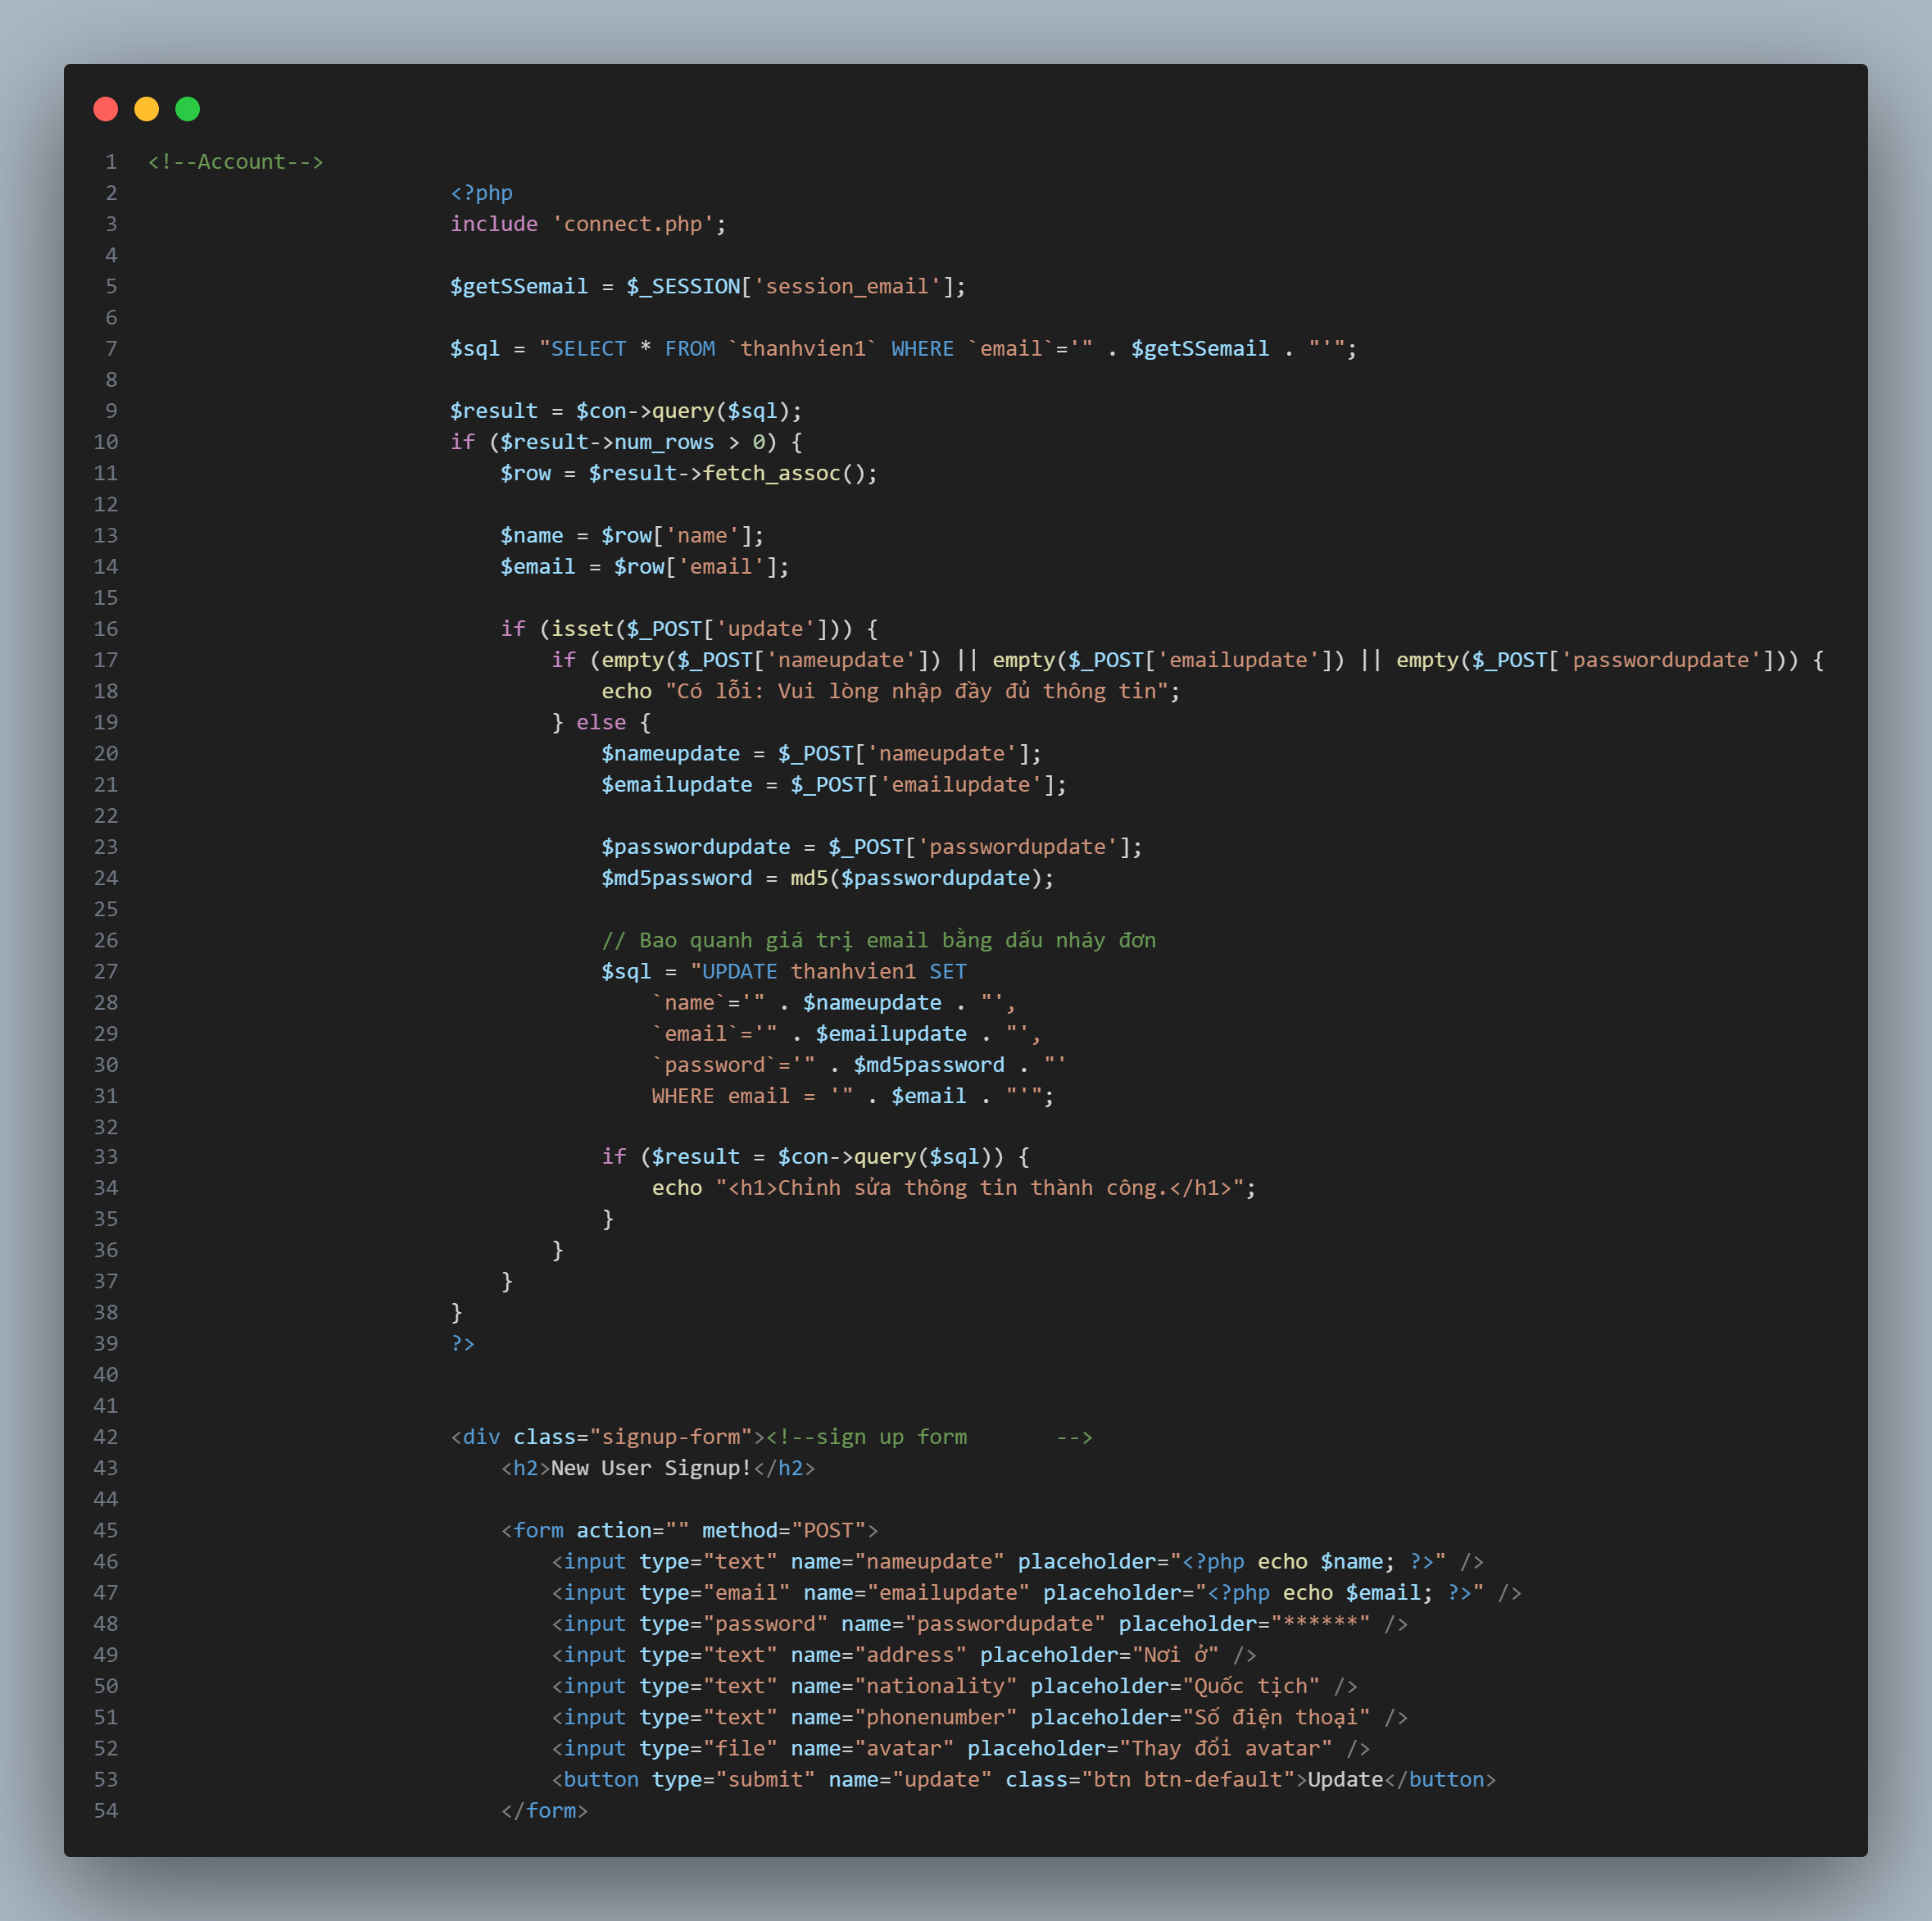 1 <!--Account-->
2 <?php
3 include 'connect.php';
4
5 $getSSemail = $_SESSION['session_email'];
6
7 $sql = "SELECT * FROM `thanhvien1` WHERE `email`='" . $getSSemail . "'";
8
9 $result = $con->query($sql);
10 if ($result->num_rows > 0) {
11 $row = $result->fetch_assoc();
12
13 $name = $row['name'];
14 $email = $row['email'];
15
16 if (isset($_POST['update'])) {
17 if (empty($_POST['nameupdate']) || empty($_POST['emailupdate']) || empty($_POST['passwordupdate'])) {
18 echo "Có lỗi: Vui lòng nhập đầy đủ thông tin";
19 } else {
20 $nameupdate = $_POST['nameupdate'];
21 $emailupdate = $_POST['emailupdate'];
22
23 $passwordupdate = $_POST['passwordupdate'];
24 $md5password = md5($passwordupdate);
25
26 // Bao quanh giá trị email bằng dấu nháy đơn
27 $sql = "UPDATE thanhvien1 SET
28 `name`='" . $nameupdate . "',
29 `email`='" . $emailupdate . "',
30 `password`='" . $md5password . "'
31 WHERE email = '" . $email . "'";
32
33 if ($result = $con->query($sql)) {
34 echo "<h1>Chỉnh sửa thông tin thành công.</h1>";
35 }
36 }
37 }
38 }
39 ?>
40
41
42 <div class="signup-form"><!--sign up form       -->
43 <h2>New User Signup!</h2>
44
45 <form action="" method="POST">
46 <input type="text" name="nameupdate" placeholder="<?php echo $name; ?>" />
47 <input type="email" name="emailupdate" placeholder="<?php echo $email; ?>" />
48 <input type="password" name="passwordupdate" placeholder="******" />
49 <input type="text" name="address" placeholder="Nơi ở" />
50 <input type="text" name="nationality" placeholder="Quốc tịch" />
51 <input type="text" name="phonenumber" placeholder="Số điện thoại" />
52 <input type="file" name="avatar" placeholder="Thay đổi avatar" />
53 <button type="submit" name="update" class="btn btn-default">Update</button>
54 </form>